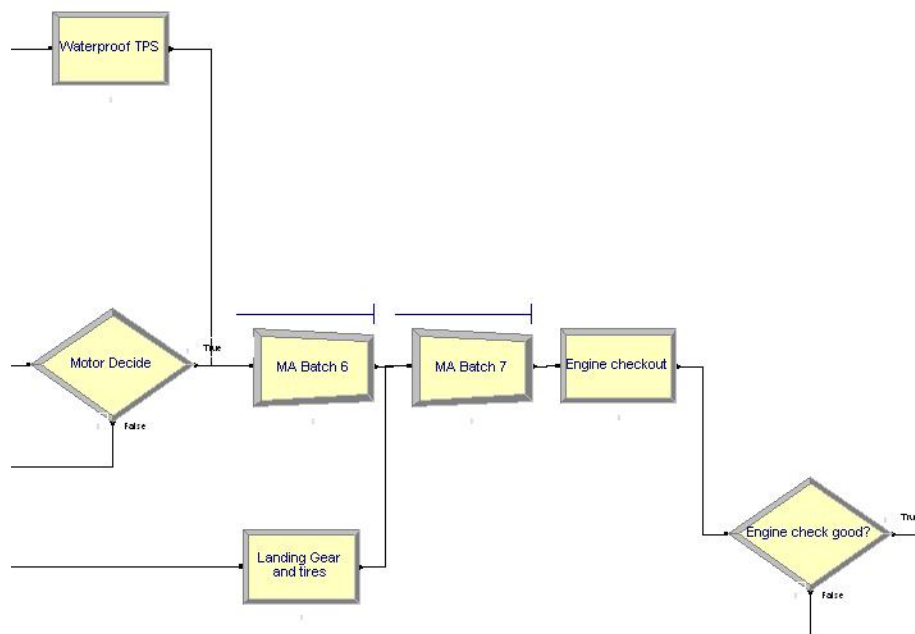 Waterproof TPS
Motor Decide
True
False
MA Batch 6
MA Batch 7
Engine checkout
Landing Gear
and tires
Engine check good?
Tru
False